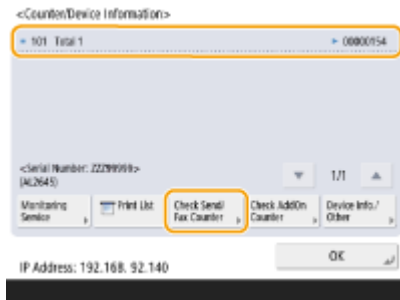 <Counter/Device Information>
101 Total 1 00000154
<Serial Number: ZZZ99999>
(AL2645)
1/1
Monitoring Service
Print List
Check Send/ Fax Counter
Check AddOn Counter
Device Info./ Other
OK
IP Address: 192.168. 92.140